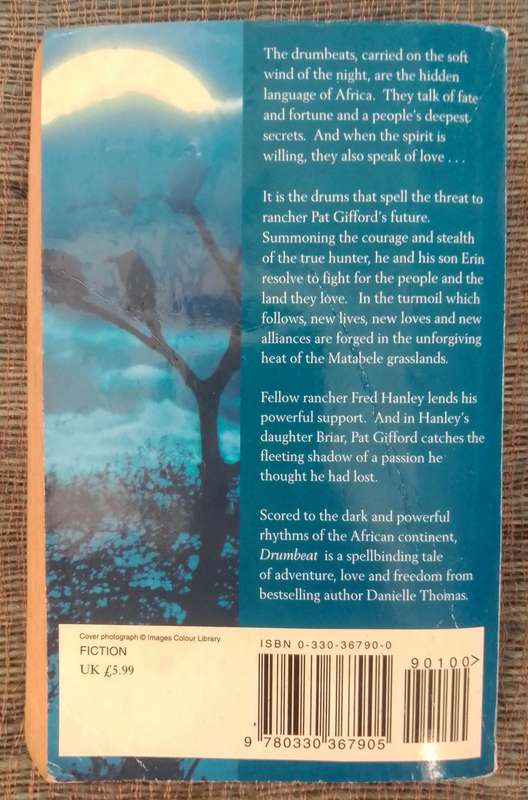 The drumbeats, carried on the soft
wind of the night, are the hidden
language of Africa. They talk of fate
and fortune and a people's deepest
secrets. And when the spirit is
willing, they also speak of love . . .
It is the drums that spell the threat to
rancher Pat Gifford's future.
Summoning the courage and stealth
of the true hunter, he and his son Erin
resolve to fight for the people and the
land they love. In the turmoil which
follows, new lives, new loves and new
alliances are forged in the unforgiving
heat of the Matabele grasslands.
Fellow rancher Fred Hanley lends his
powerful support. And in Hanley's
daughter Briar, Pat Gifford catches the
fleeting shadow of a passion he
thought he had lost.
Scored to the dark and powerful
rhythms of the African continent,
Drumbeat is a spellbinding tale
of adventure, love and freedom from
bestselling author Danielle Thomas.
Cover photograph © Images Colour Library
FICTION
UK £5.99
ISBN 0-330-36790-0
90100>
9 780330 367905